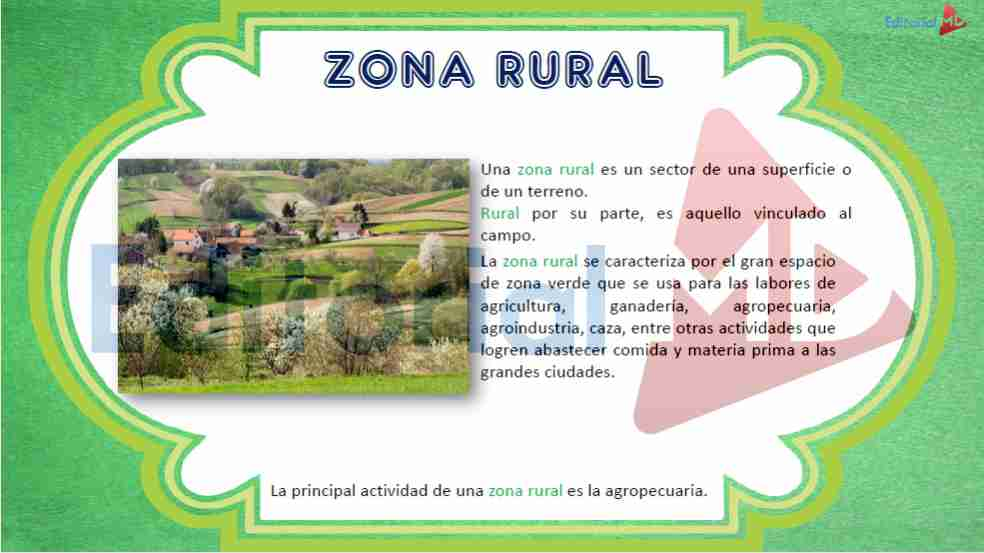 Editorial MD
ZONA RURAL
Una zona rural es un sector de una superficie o
de un terreno.
Rural por su parte, es aquello vinculado al
campo.
La zona rural se caracteriza por el gran espacio
de zona verde que se usa para las labores de
agricultura, ganadería, agropecuaria,
agroindustria, caza, entre otras actividades que
logren abastecer comida y materia prima a las
grandes ciudades.
Editorial MD
La principal actividad de una zona rural es la agropecuaria.